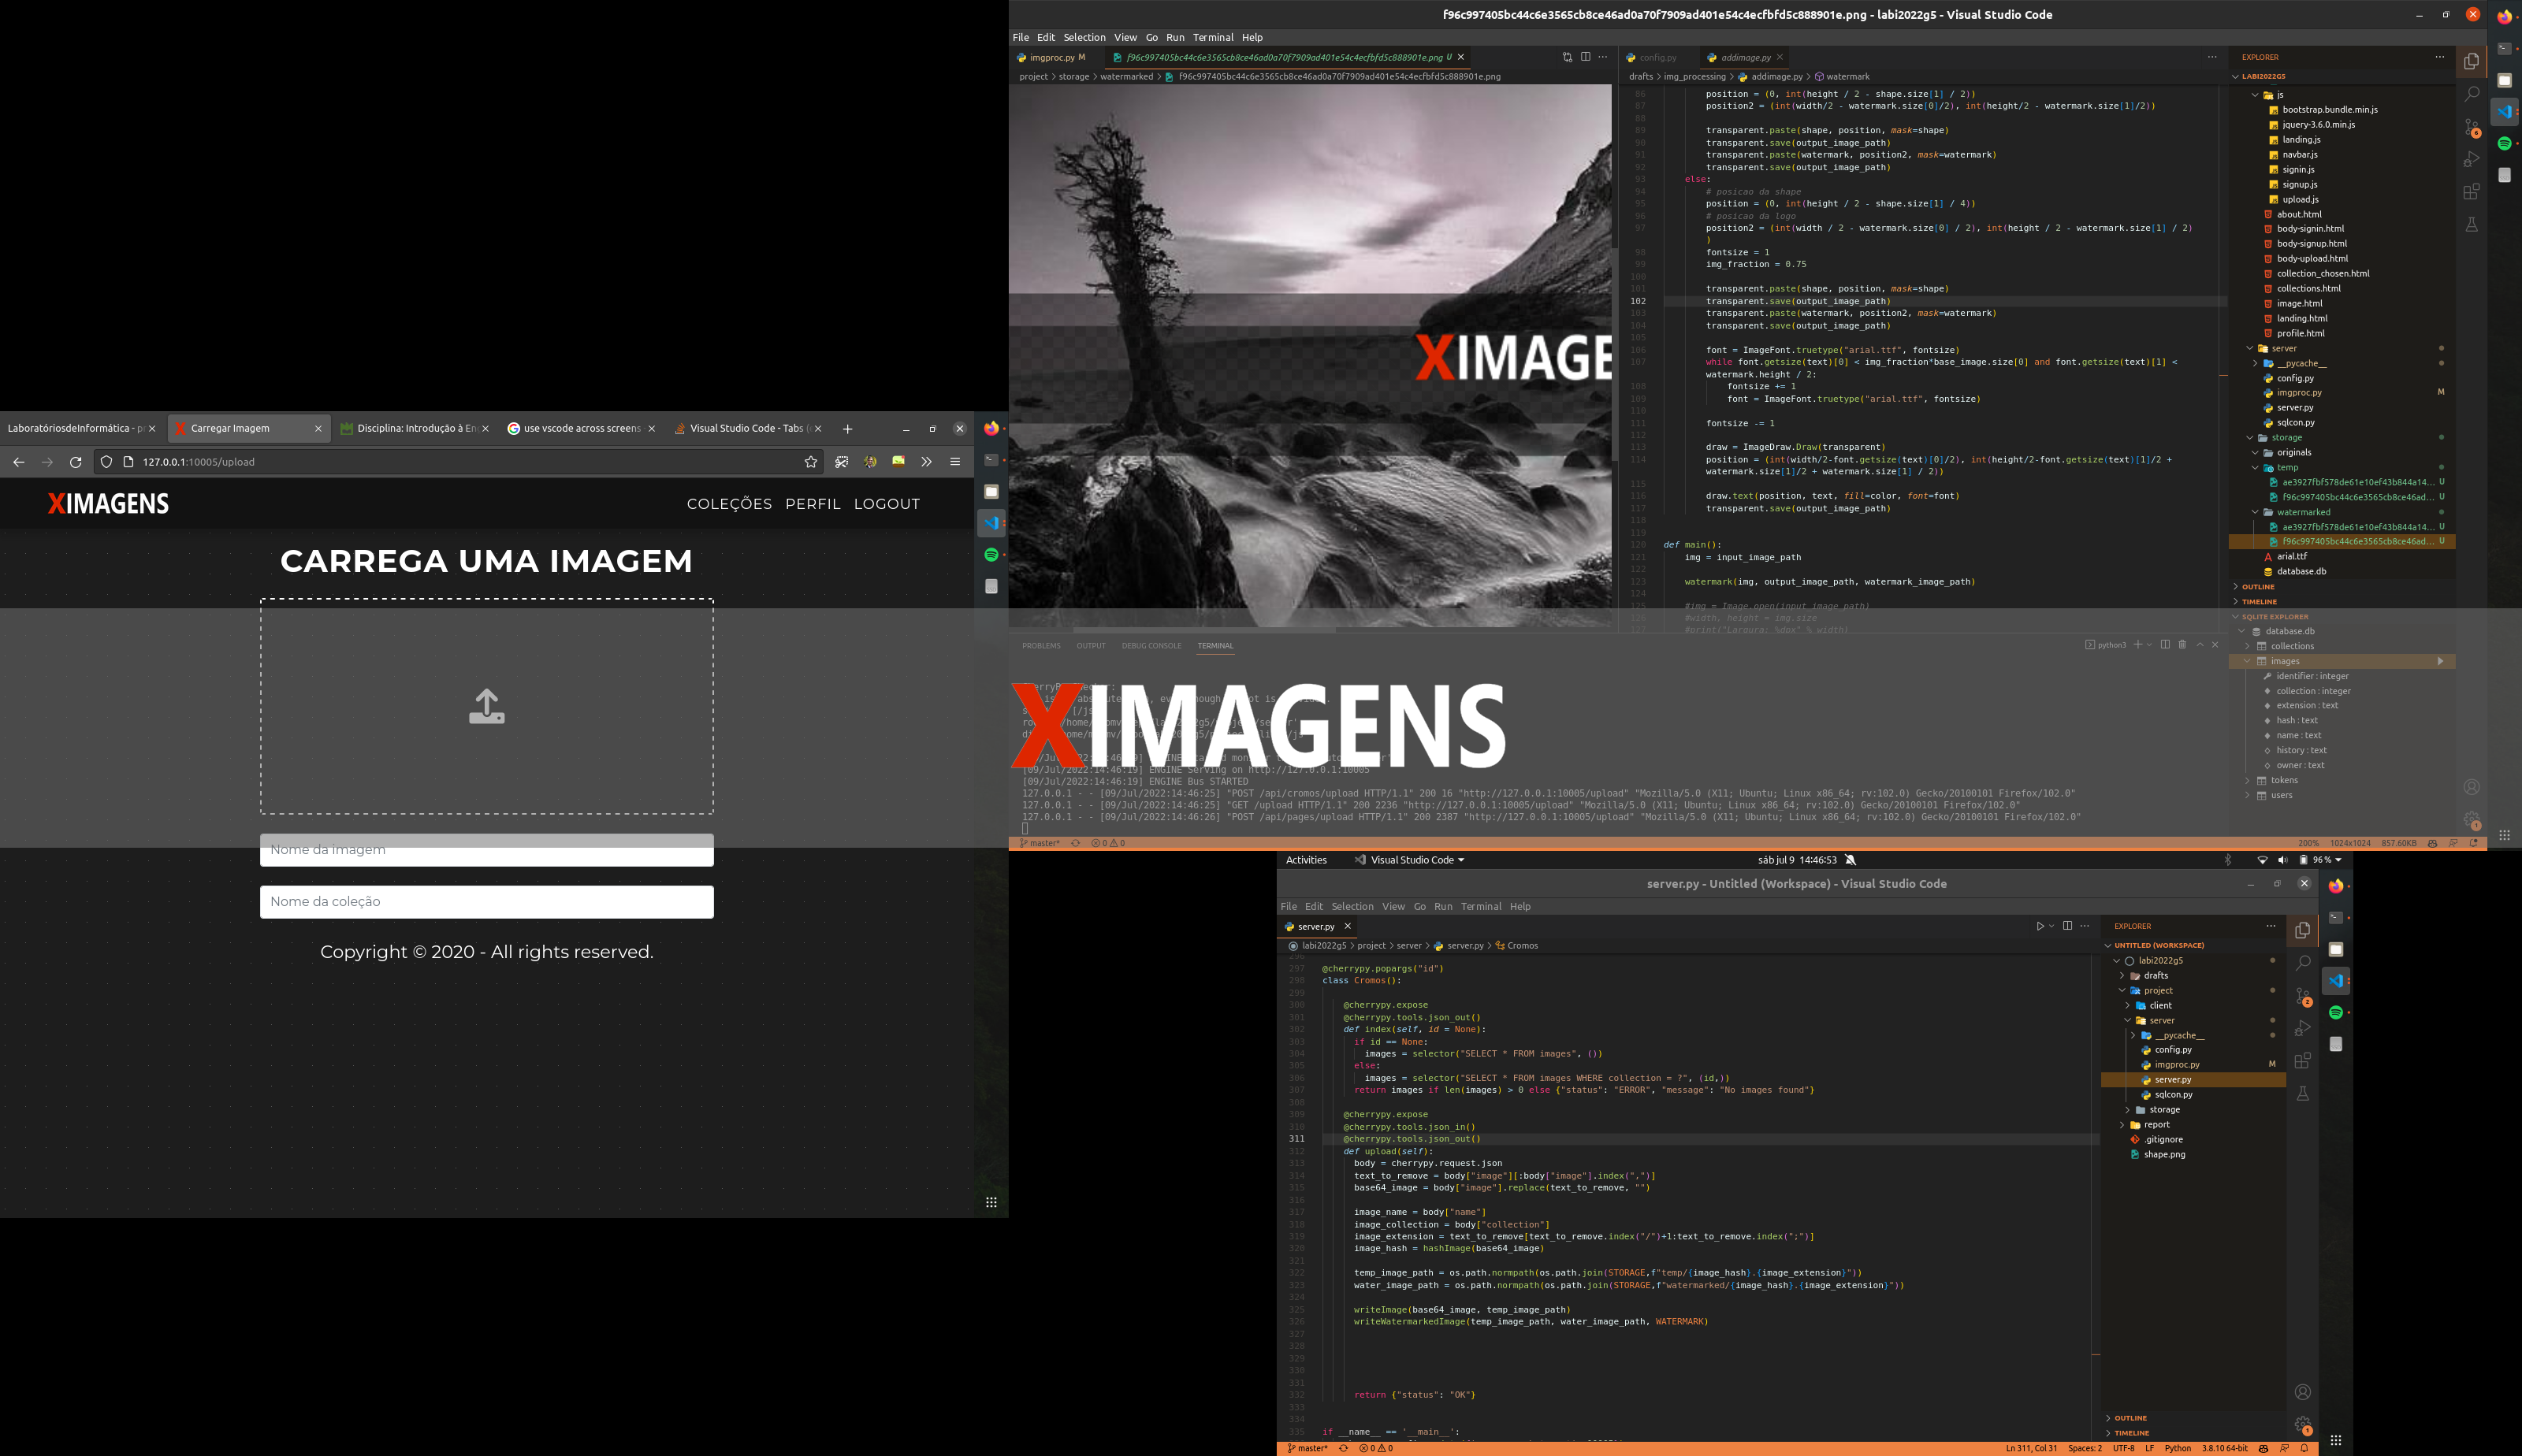 LaboratóriosdeInformática - pr
Carregar Imagem
Disciplina: Introdução à Eng
use vscode across screens
Visual Studio Code - Tabs
127.0.0.1:10005/upload
XIMAGENS
COLEÇÕES PERFIL LOGOUT
CARREGA UMA IMAGEM
Nome da imagem
Nome da coleção
Copyright © 2020 - All rights reserved.
f96c997405bc44c6e3565cb8ce46ad0a70f7909ad401e54c4ecfbfd5c888901e.png - labi2022g5 - Visual Studio Code
File Edit Selection View Go Run Terminal Help
imgproc.py M
f96c997405bc44c6e3565cb8ce46ad0a70f7909ad401e54c4ecfbfd5c888901e.png U
project > storage > watermarked > f96c997405bc44c6e3565cb8ce46ad0a70f7909ad401e54c4ecfbfd5c888901e.png
XIMAGE
config.py
addimage.py
drafts > img_processing > addimage.py > watermark
86 position = (0, int(height / 2 - shape.size[1] / 2))
87 position2 = (int(width/2 - watermark.size[0]/2), int(height/2 - watermark.size[1]/2))
88
89 transparent.paste(shape, position, mask=shape)
90 transparent.save(output_image_path)
91 transparent.paste(watermark, position2, mask=watermark)
92 transparent.save(output_image_path)
93 else:
94 # posicao da shape
95 position = (0, int(height / 2 - shape.size[1] / 4))
96 # posicao da logo
97 position2 = (int(width / 2 - watermark.size[0] / 2), int(height / 2 - watermark.size[1] / 2)
)
98 fontsize = 1
99 img_fraction = 0.75
100
101 transparent.paste(shape, position, mask=shape)
102 transparent.save(output_image_path)
103 transparent.paste(watermark, position2, mask=watermark)
104 transparent.save(output_image_path)
105
106 font = ImageFont.truetype("arial.ttf", fontsize)
107 while font.getsize(text)[0] < img_fraction*base_image.size[0] and font.getsize(text)[1] <
watermark.height / 2:
108 fontsize += 1
109 font = ImageFont.truetype("arial.ttf", fontsize)
110
111 fontsize -= 1
112
113 draw = ImageDraw.Draw(transparent)
114 position = (int(width/2-font.getsize(text)[0]/2), int(height/2-font.getsize(text)[1]/2 +
watermark.size[1]/2 + watermark.size[1] / 2))
115
116 draw.text(position, text, fill=color, font=font)
117 transparent.save(output_image_path)
118
119
120 def main():
121 img = input_image_path
122
123 watermark(img, output_image_path, watermark_image_path)
124
125 #img = Image.open(input_image_path)
126 #width, height = img.size
127 #print("Largura: %dpx" % width)
EXPLORER
LABI2022G5
js
bootstrap.bundle.min.js
jquery-3.6.0.min.js
landing.js
navbar.js
signin.js
signup.js
upload.js
about.html
body-signin.html
body-signup.html
body-upload.html
collection_chosen.html
collections.html
image.html
landing.html
profile.html
server
__pycache__
config.py
imgproc.py M
server.py
sqlcon.py
storage
originals
temp
ae3927fbf578de61e10ef43b844a14... U
f96c997405bc44c6e3565cb8ce46ad... U
watermarked
ae3927fbf578de61e10ef43b844a14... U
f96c997405bc44c6e3565cb8ce46ad... U
arial.ttf
database.db
OUTLINE
TIMELINE
SQLITE EXPLORER
database.db
collections
images
identifier : integer
collection : integer
extension : text
hash : text
name : text
history : text
owner : text
tokens
users
PROBLEMS OUTPUT DEBUG CONSOLE TERMINAL
python3
XIMAGENS
[09/Jul/2022:14:46:19] ENGINE Serving on http://127.0.0.1:10005
[09/Jul/2022:14:46:19] ENGINE Bus STARTED
127.0.0.1 - - [09/Jul/2022:14:46:25] "POST /api/cromos/upload HTTP/1.1" 200 16 "http://127.0.0.1:10005/upload" "Mozilla/5.0 (X11; Ubuntu; Linux x86_64; rv:102.0) Gecko/20100101 Firefox/102.0"
127.0.0.1 - - [09/Jul/2022:14:46:25] "GET /upload HTTP/1.1" 200 2236 "http://127.0.0.1:10005/upload" "Mozilla/5.0 (X11; Ubuntu; Linux x86_64; rv:102.0) Gecko/20100101 Firefox/102.0"
127.0.0.1 - - [09/Jul/2022:14:46:26] "POST /api/pages/upload HTTP/1.1" 200 2387 "http://127.0.0.1:10005/upload" "Mozilla/5.0 (X11; Ubuntu; Linux x86_64; rv:102.0) Gecko/20100101 Firefox/102.0"
master* 0 0
200% 1024x1024 857.60KB
Activities Visual Studio Code sáb jul 9 14:46:53 96 %
server.py - Untitled (Workspace) - Visual Studio Code
File Edit Selection View Go Run Terminal Help
server.py
labi2022g5 > project > server > server.py > Cromos
296
297 @cherrypy.popargs("id")
298 class Cromos():
299
300 @cherrypy.expose
301 @cherrypy.tools.json_out()
302 def index(self, id = None):
303 if id == None:
304 images = selector("SELECT * FROM images", ())
305 else:
306 images = selector("SELECT * FROM images WHERE collection = ?", (id,))
307 return images if len(images) > 0 else {"status": "ERROR", "message": "No images found"}
308
309 @cherrypy.expose
310 @cherrypy.tools.json_in()
311 @cherrypy.tools.json_out()
312 def upload(self):
313 body = cherrypy.request.json
314 text_to_remove = body["image"][:body["image"].index(",")]
315 base64_image = body["image"].replace(text_to_remove, "")
316
317 image_name = body["name"]
318 image_collection = body["collection"]
319 image_extension = text_to_remove[text_to_remove.index("/")+1:text_to_remove.index(";")]
320 image_hash = hashImage(base64_image)
321
322 temp_image_path = os.path.normpath(os.path.join(STORAGE,f"temp/{image_hash}.{image_extension}"))
323 water_image_path = os.path.normpath(os.path.join(STORAGE,f"watermarked/{image_hash}.{image_extension}"))
324
325 writeImage(base64_image, temp_image_path)
326 writeWatermarkedImage(temp_image_path, water_image_path, WATERMARK)
327
328
329
330
331
332 return {"status": "OK"}
333
334
335 if __name__ == '__main__':
EXPLORER
UNTITLED (WORKSPACE)
labi2022g5
drafts
project
client
server
__pycache__
config.py
imgproc.py M
server.py
sqlcon.py
storage
report
.gitignore
shape.png
OUTLINE
TIMELINE
master* 0 0
Ln 311, Col 31 Spaces: 2 UTF-8 LF Python 3.8.10 64-bit